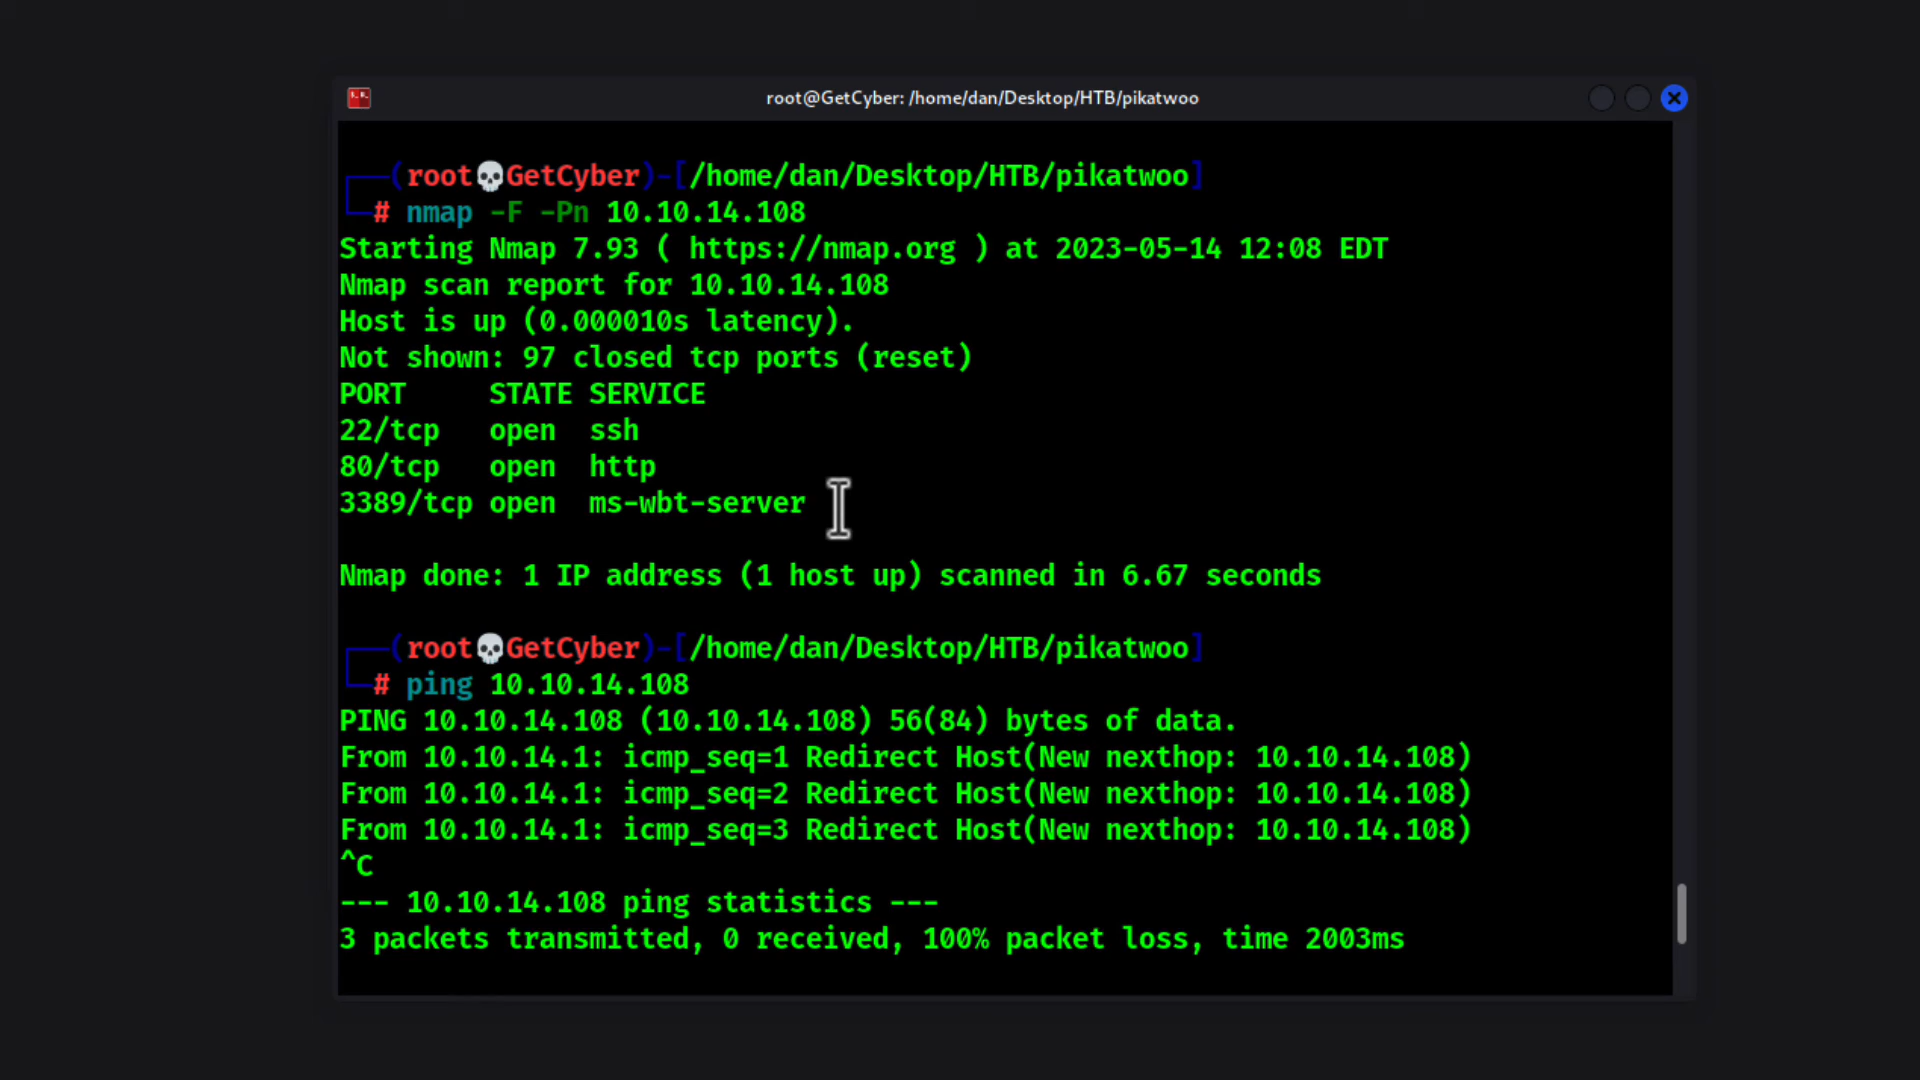 root@GetCyber: /home/dan/Desktop/HTB/pikatwoo
(root💀GetCyber)-[/home/dan/Desktop/HTB/pikatwoo]
# nmap -F -Pn 10.10.14.108
Starting Nmap 7.93 ( https://nmap.org ) at 2023-05-14 12:08 EDT
Nmap scan report for 10.10.14.108
Host is up (0.000010s latency).
Not shown: 97 closed tcp ports (reset)
PORT     STATE SERVICE
22/tcp   open  ssh
80/tcp   open  http
3389/tcp open  ms-wbt-server
Nmap done: 1 IP address (1 host up) scanned in 6.67 seconds
(root💀GetCyber)-[/home/dan/Desktop/HTB/pikatwoo]
# ping 10.10.14.108
PING 10.10.14.108 (10.10.14.108) 56(84) bytes of data.
From 10.10.14.1: icmp_seq=1 Redirect Host(New nexthop: 10.10.14.108)
From 10.10.14.1: icmp_seq=2 Redirect Host(New nexthop: 10.10.14.108)
From 10.10.14.1: icmp_seq=3 Redirect Host(New nexthop: 10.10.14.108)
^C
--- 10.10.14.108 ping statistics ---
3 packets transmitted, 0 received, 100% packet loss, time 2003ms